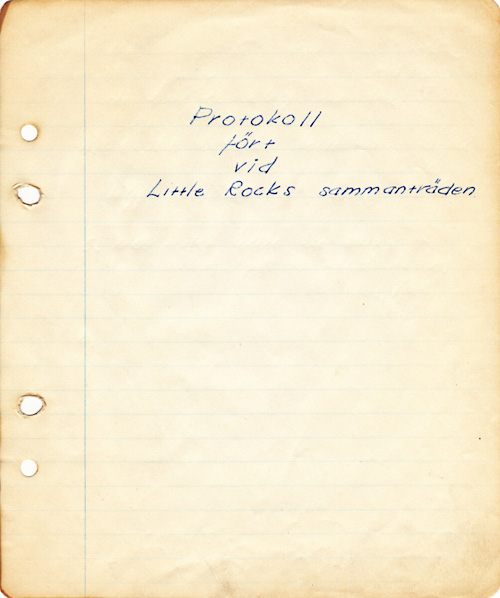 Protokoll
fört
vid
Little Rocks sammanträden